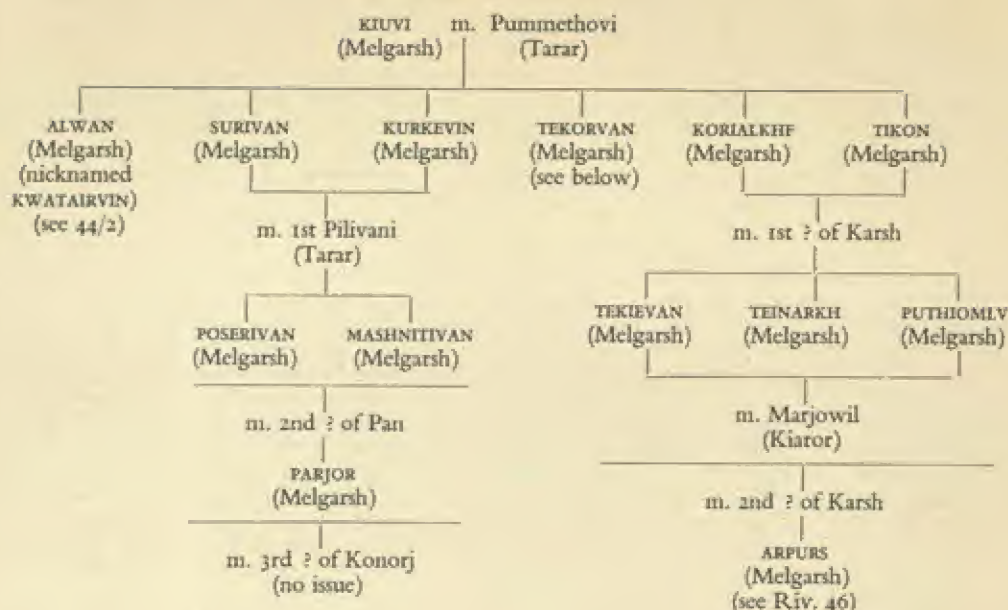 KIUVI m. Pummethovi
(Melgarsh) (Tarar)
ALWAN SURIVAN KURKEVIN TEKORVAN KORIALKHF TIKON
(Melgarsh) (Melgarsh) (Melgarsh) (Melgarsh) (Melgarsh) (Melgarsh)
(nicknamed (see below)
KWATAIRVIN)
(see 44/2)
m. 1st Pilivani m. 1st ? of Karsh
(Tarar)
TEKIEVAN TEINARKH PUTHIOMLV
POSERIVAN MASHNITIVAN (Melgarsh) (Melgarsh) (Melgarsh)
(Melgarsh) (Melgarsh)
m. 2nd ? of Pan m. Marjowil
(Kiaror)
PARJOR
(Melgarsh) m. 2nd ? of Karsh
m. 3rd ? of Konorj ARPURS
(no issue) (Melgarsh)
(see Riv. 46)